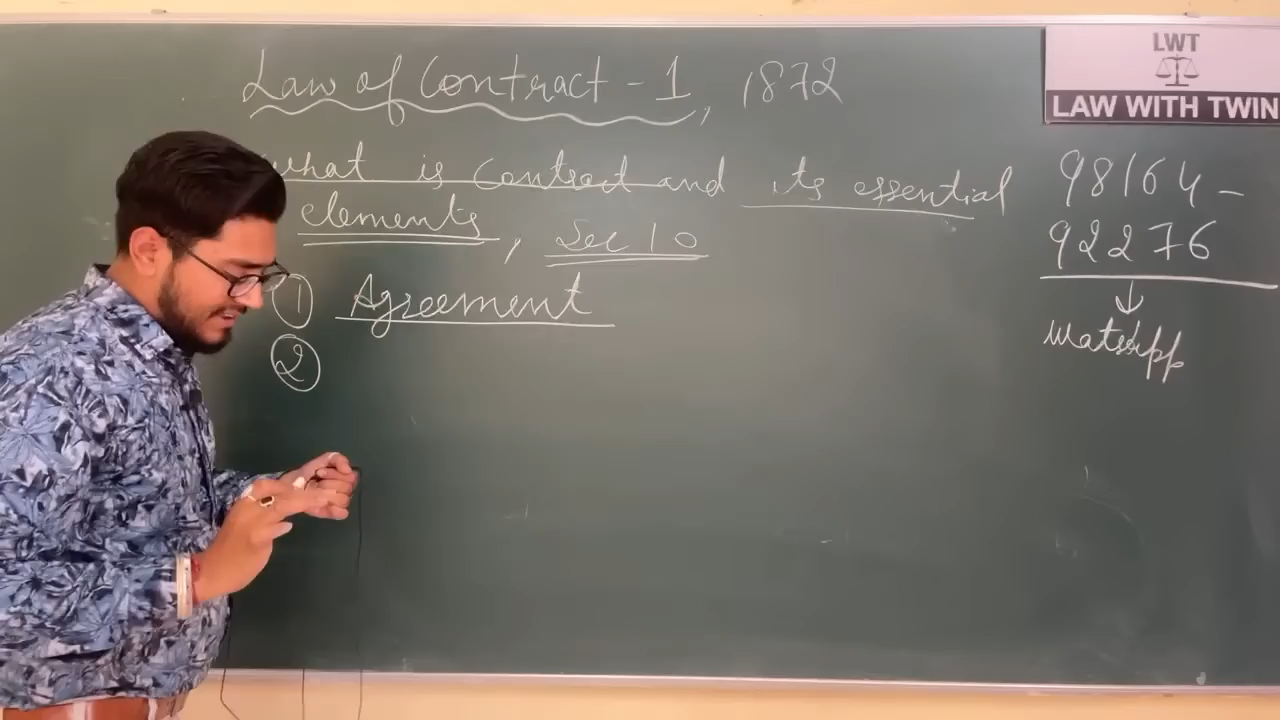 Law of Contract - 1, 1872
What is Contract and its essential
elements, Sec 10
① Agreement
②
LWT
LAW WITH TWIN
98164-
92276
↓
WatsApp